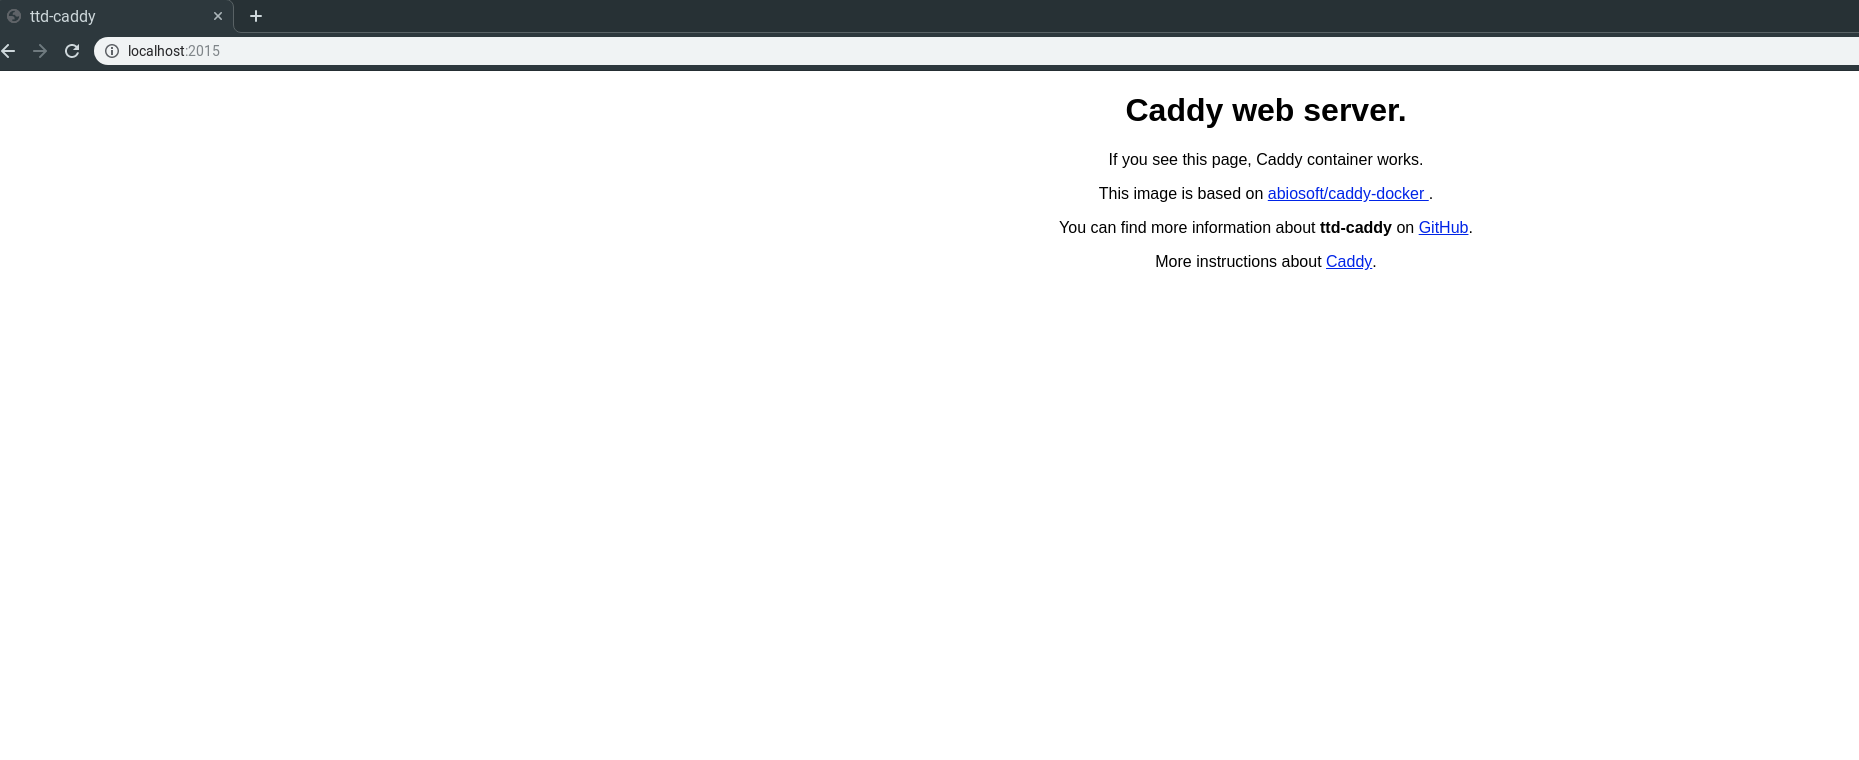 ttd-caddy
localhost:2015
Caddy web server.
If you see this page, Caddy container works.
This image is based on abiosoft/caddy-docker .
You can find more information about ttd-caddy on GitHub.
More instructions about Caddy.